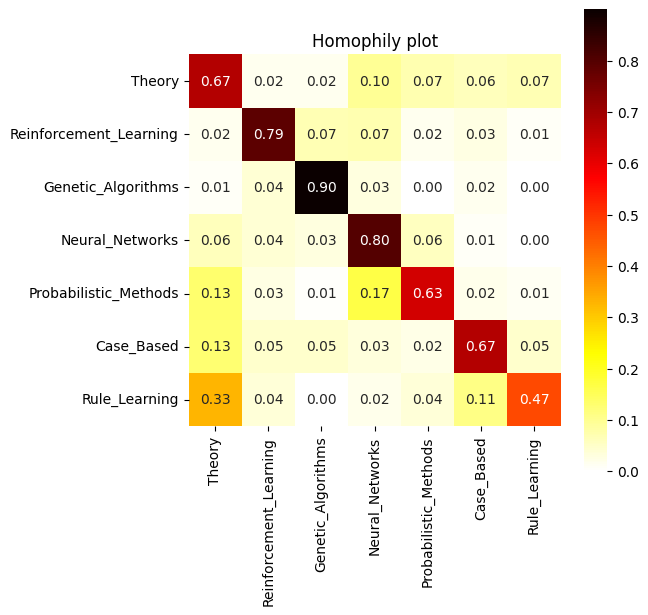 Homophily plot
Theory 0.67 0.02 0.02 0.10 0.07 0.06 0.07
Reinforcement_Learning 0.02 0.79 0.07 0.07 0.02 0.03 0.01
Genetic_Algorithms 0.01 0.04 0.90 0.03 0.00 0.02 0.00
Neural_Networks 0.06 0.04 0.03 0.80 0.06 0.01 0.00
Probabilistic_Methods 0.13 0.03 0.01 0.17 0.63 0.02 0.01
Case_Based 0.13 0.05 0.05 0.03 0.02 0.67 0.05
Rule_Learning 0.33 0.04 0.00 0.02 0.04 0.11 0.47
Theory
Reinforcement_Learning
Genetic_Algorithms
Neural_Networks
Probabilistic_Methods
Case_Based
Rule_Learning
0.8
0.7
0.6
0.5
0.4
0.3
0.2
0.1
0.0